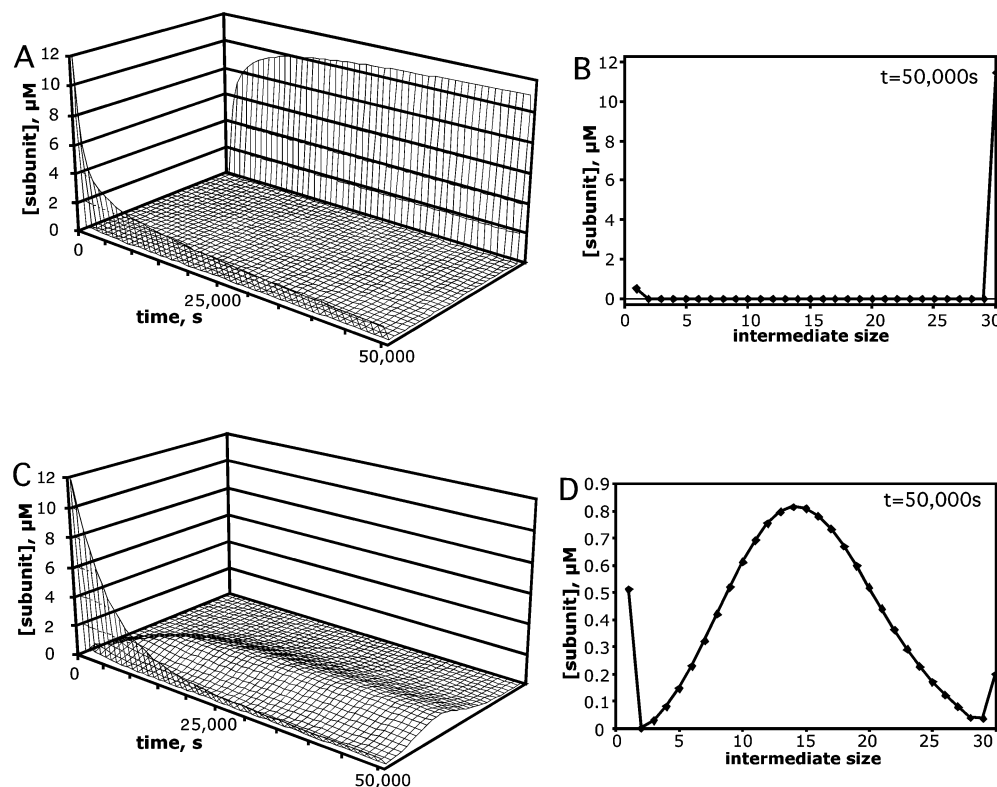 A
12
10
8
6
4
2
0
[subunit], µM
0
25,000
50,000
time, s
B
t=50,000s
12
10
8
6
4
2
0
[subunit], µM
0 5 10 15 20 25 30
intermediate size
C
12
10
8
6
4
2
0
[subunit], µM
0
25,000
50,000
time, s
D
t=50,000s
0.9
0.8
0.7
0.6
0.5
0.4
0.3
0.2
0.1
0
[subunit], µM
0 5 10 15 20 25 30
intermediate size